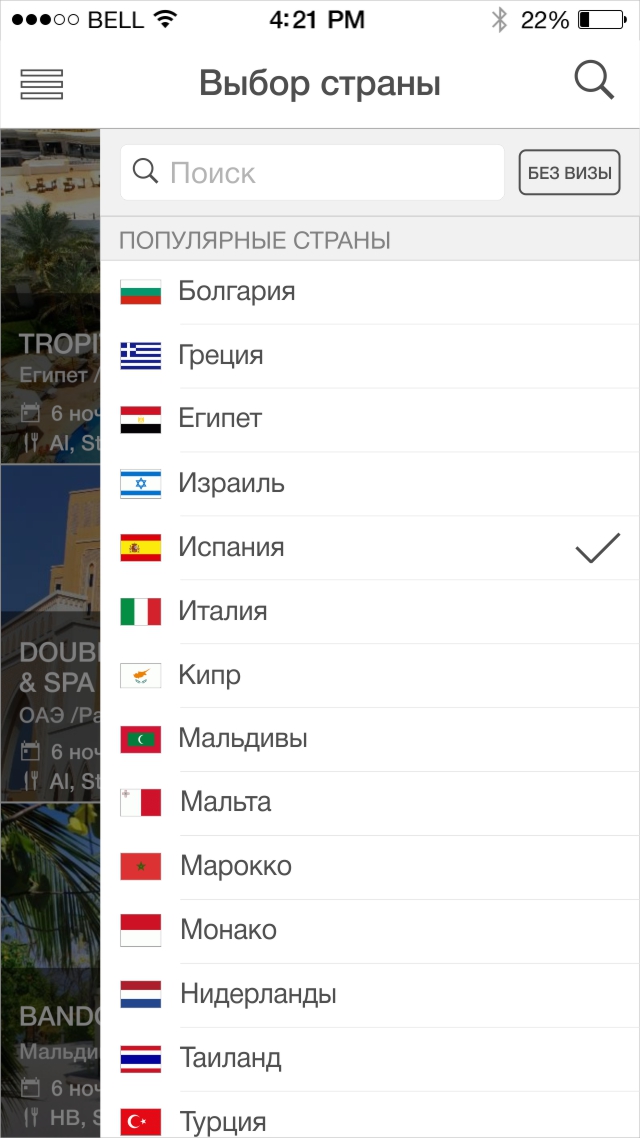 BELL 4:21 PM 22%
Выбор страны
Поиск БЕЗ ВИЗЫ
ПОПУЛЯРНЫЕ СТРАНЫ
Болгария
Греция
Египет
Израиль
Испания
Италия
Кипр
Мальдивы
Мальта
Марокко
Монако
Нидерланды
Таиланд
Турция
TROPI
Египет /
6 ноч
AI, St
DOUB
& SPA
ОАЭ /Ра
6 ноч
AI, St
BANDO
Мальди
6 ноч
HB, S